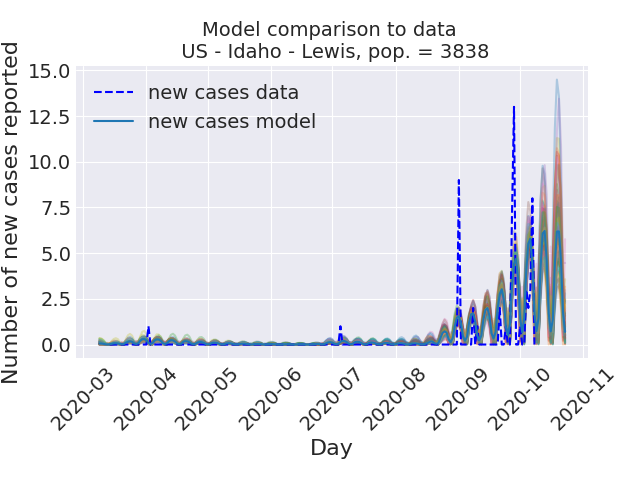 Model comparison to data
US - Idaho - Lewis, pop. = 3838
Number of new cases reported
15.0
12.5
10.0
7.5
5.0
2.5
0.0
new cases data
new cases model
2020-03
2020-04
2020-05
2020-06
2020-07
2020-08
2020-09
2020-10
2020-11
Day